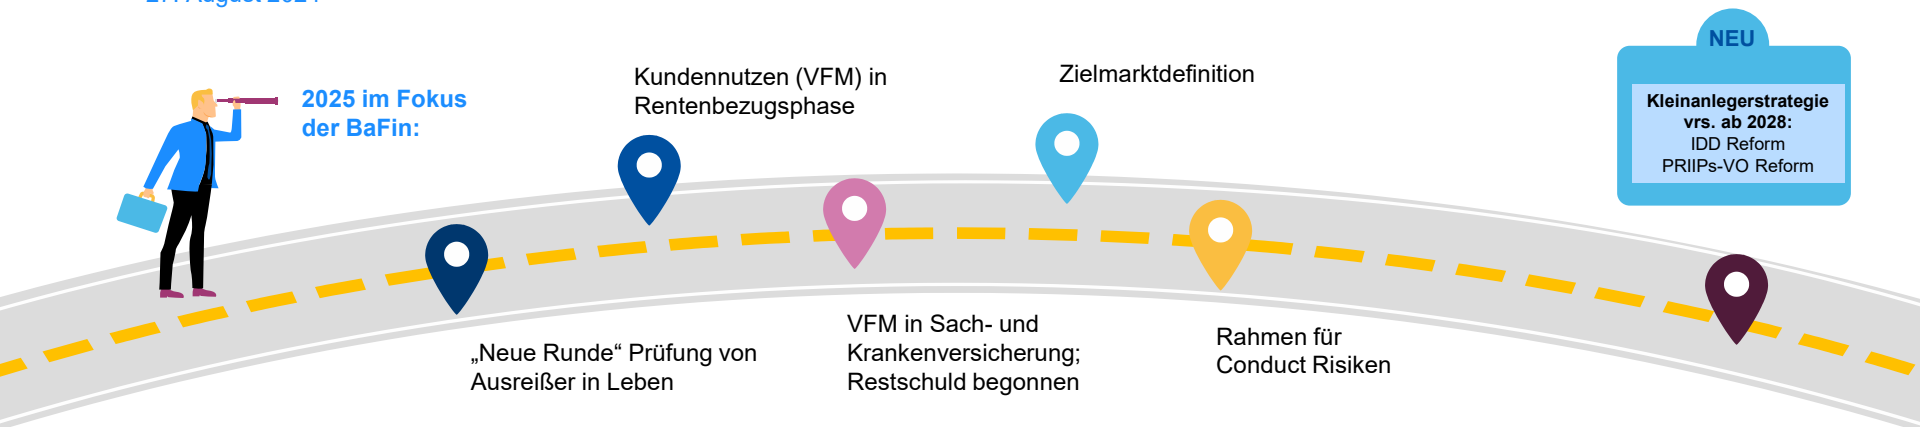 2025 im Fokus
der BaFin:
„Neue Runde“ Prüfung von
Ausreißer in Leben
Kundennutzen (VFM) in
Rentenbezugsphase
VFM in Sach- und
Krankenversicherung;
Restschuld begonnen
Zielmarktdefinition
Rahmen für
Conduct Risiken
NEU
Kleinanlegerstrategie
vrs. ab 2028:
IDD Reform
PRIIPs-VO Reform